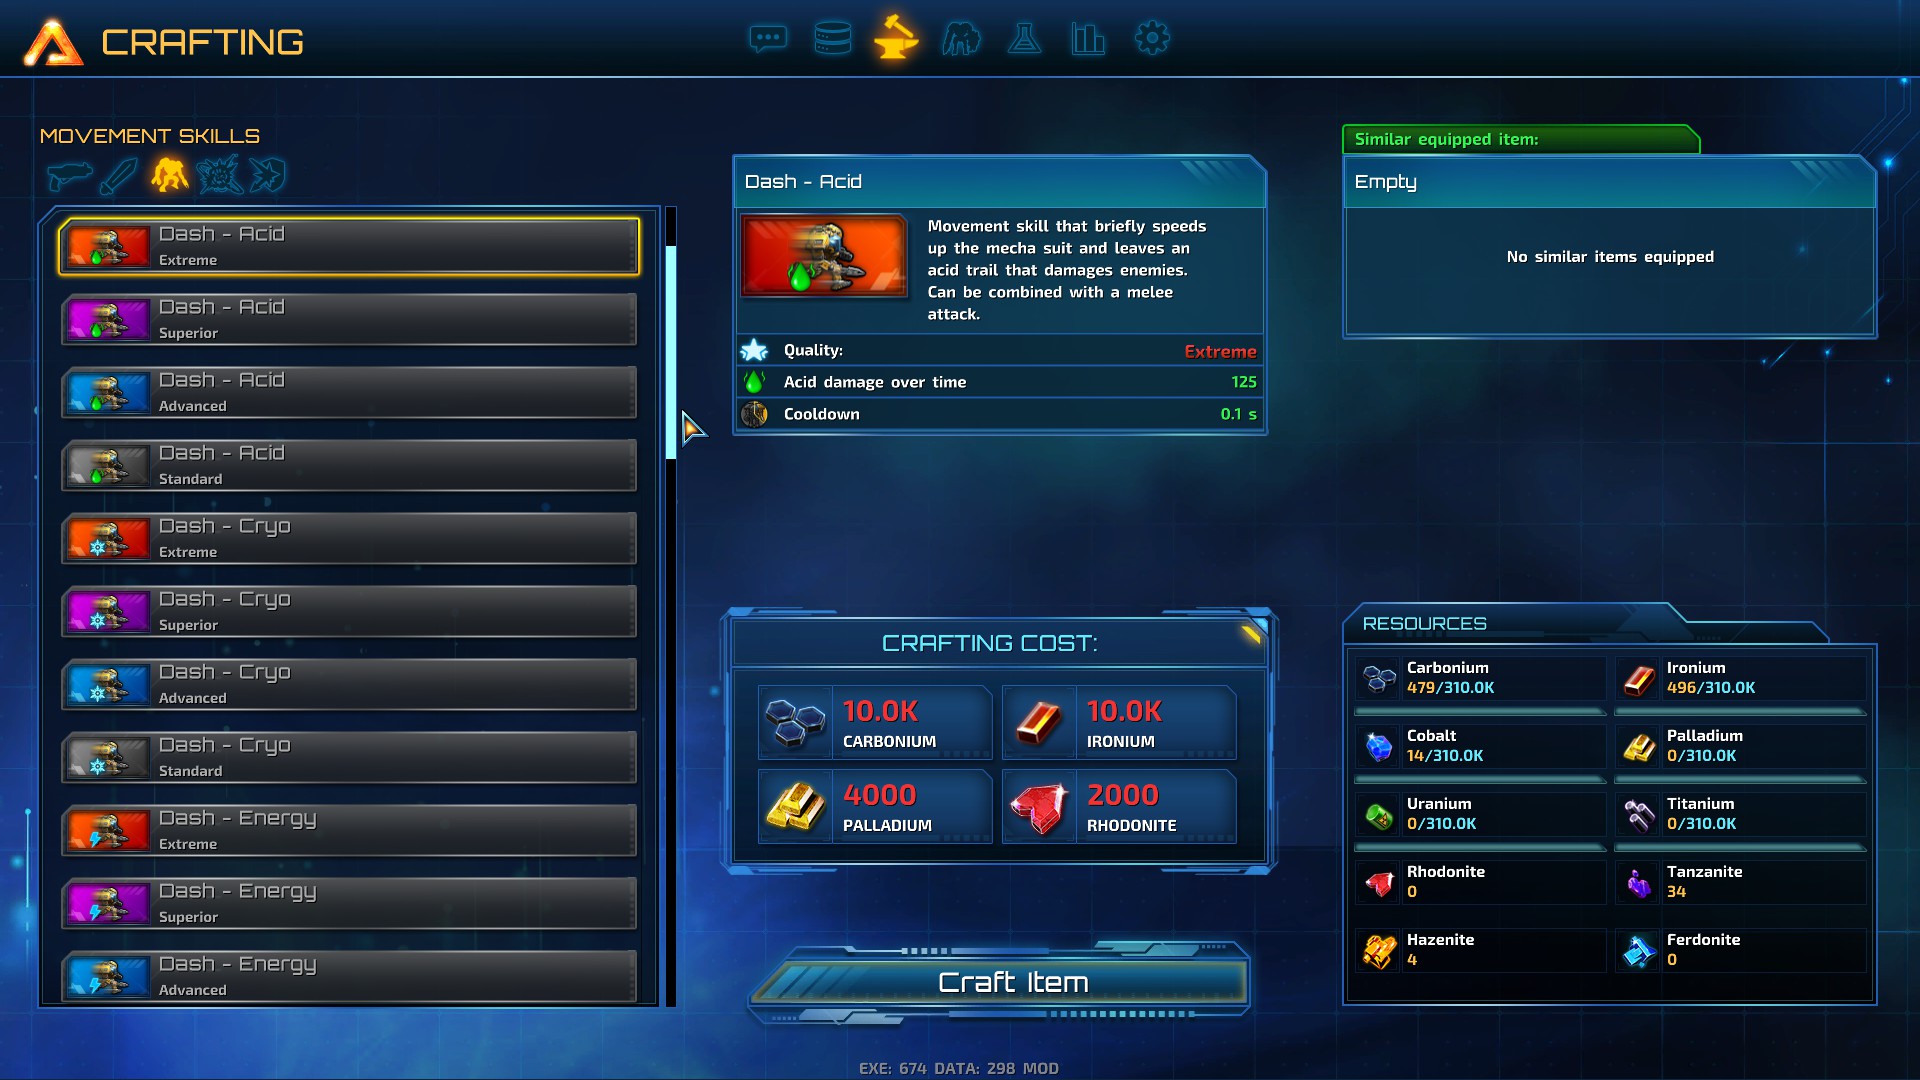 CRAFTING
MOVEMENT SKILLS
Dash - Acid
Extreme
Dash - Acid
Superior
Dash - Acid
Advanced
Dash - Acid
Standard
Dash - Cryo
Extreme
Dash - Cryo
Superior
Dash - Cryo
Advanced
Dash - Cryo
Standard
Dash - Energy
Extreme
Dash - Energy
Superior
Dash - Energy
Advanced
Dash - Acid
Movement skill that briefly speeds
up the mecha suit and leaves an
acid trail that damages enemies.
Can be combined with a melee
attack.
Quality: Extreme
Acid damage over time 125
Cooldown 0.1 s
Similar equipped item:
Empty
No similar items equipped
CRAFTING COST:
10.0K
CARBONIUM
10.0K
IRONIUM
4000
PALLADIUM
2000
RHODONITE
Craft Item
RESOURCES
Carbonium
479/310.0K
Ironium
496/310.0K
Cobalt
14/310.0K
Palladium
0/310.0K
Uranium
0/310.0K
Titanium
0/310.0K
Rhodonite
0
Tanzanite
34
Hazenite
4
Ferdonite
0
EXE: 674 DATA: 298 MOD